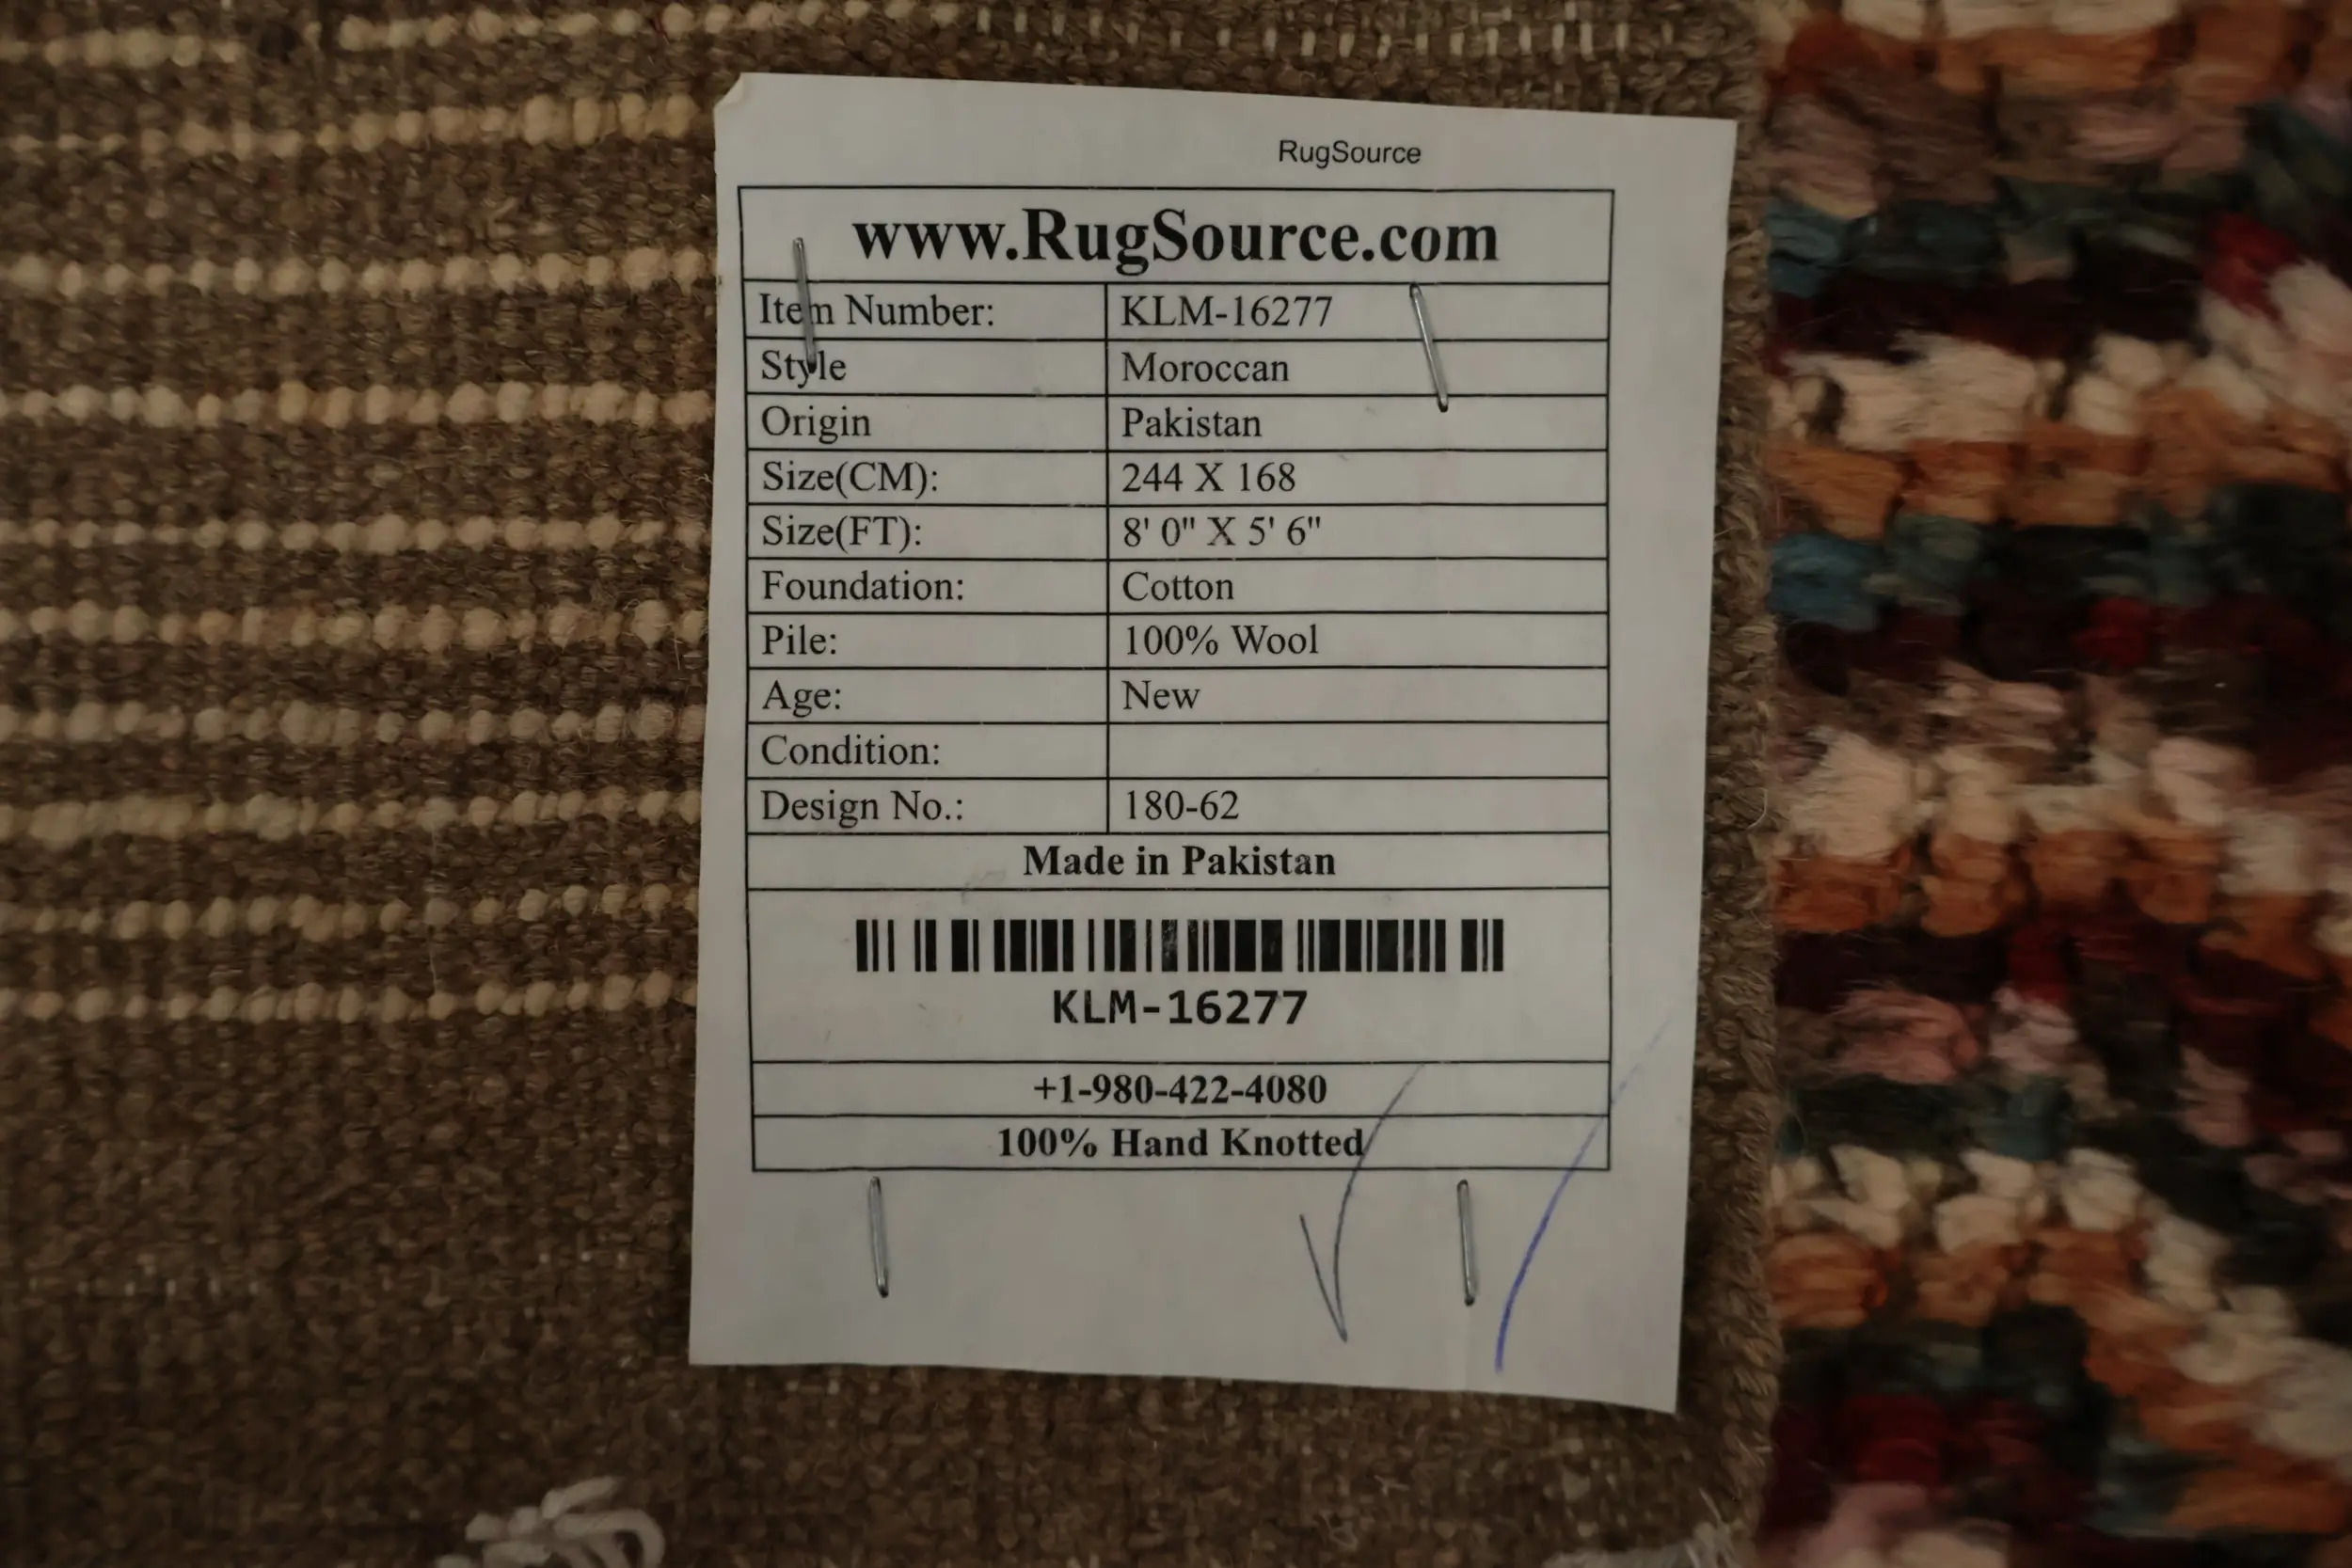 RugSource
www.RugSource.com
Item Number: KLM-16277
Style Moroccan
Origin Pakistan
Size(CM): 244 X 168
Size(FT): 8' 0" X 5' 6"
Foundation: Cotton
Pile: 100% Wool
Age: New
Condition:
Design No.: 180-62
Made in Pakistan
KLM-16277
+1-980-422-4080
100% Hand Knotted